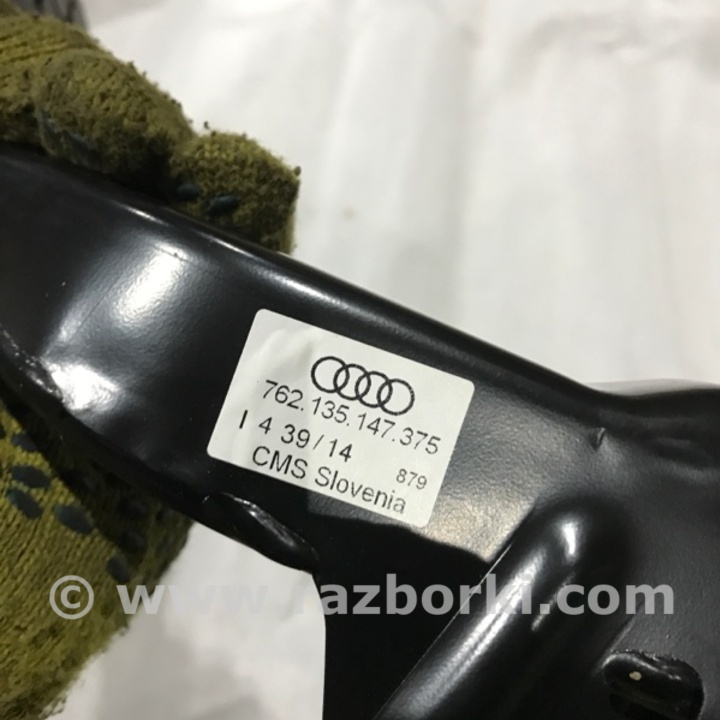 762.135.147.375
I 4 39/14 879
CMS Slovenia
© www.razborki.com